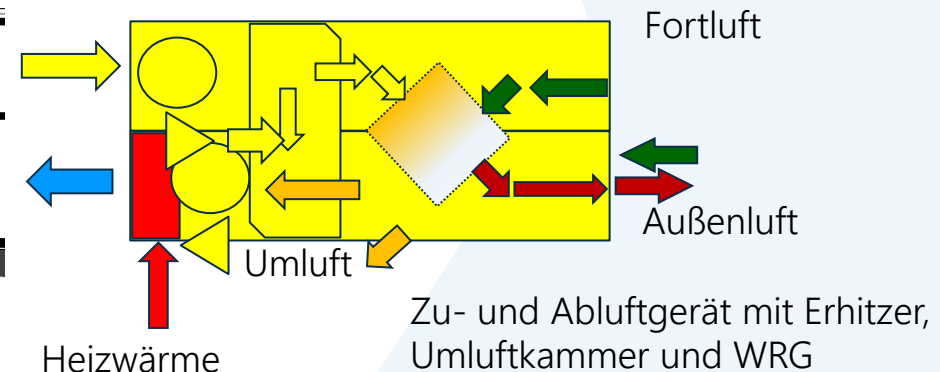 Fortluft
Außenluft
Umluft
Zu- und Abluftgerät mit Erhitzer,
Umluftkammer und WRG
Heizwärme